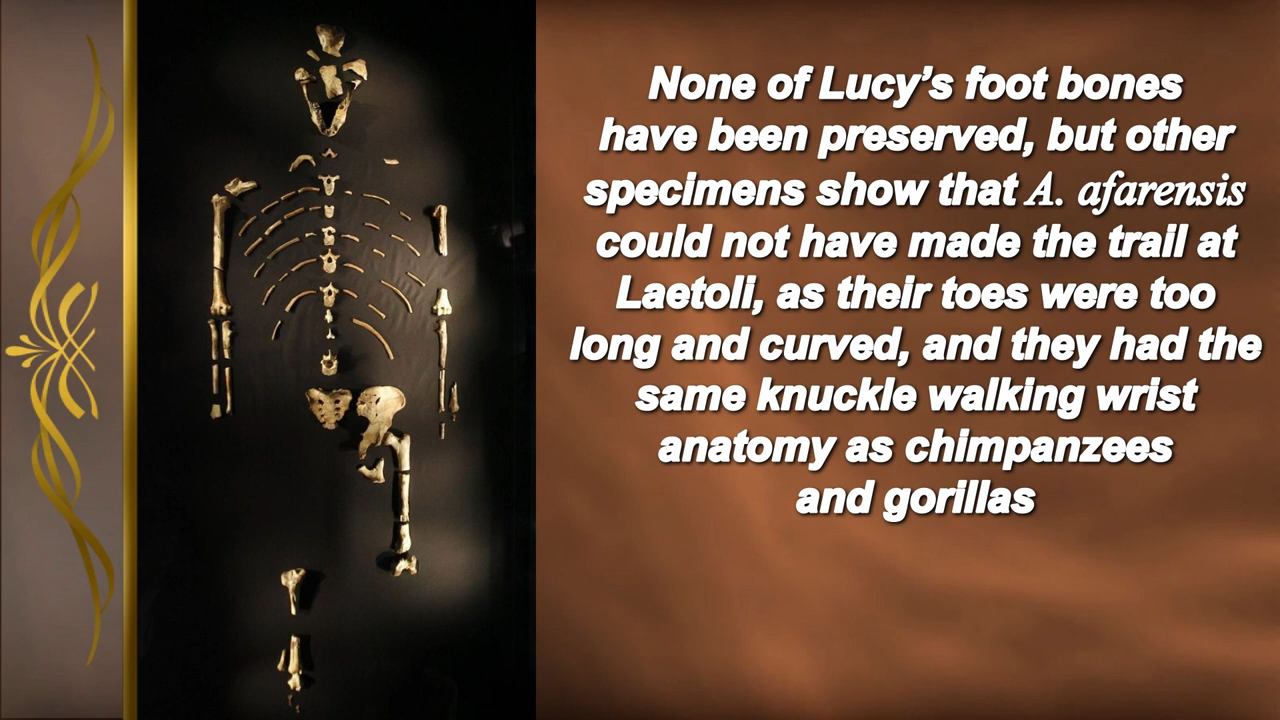 None of Lucy’s foot bones
have been preserved, but other
specimens show that A. afarensis
could not have made the trail at
Laetoli, as their toes were too
long and curved, and they had the
same knuckle walking wrist
anatomy as chimpanzees
and gorillas